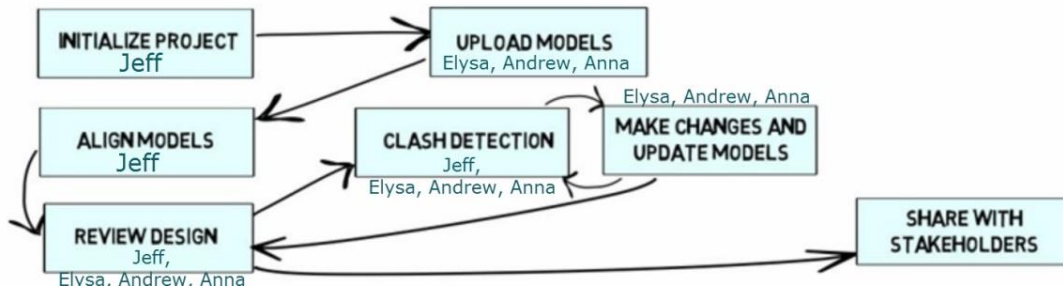 INITIALIZE PROJECT
Jeff
UPLOAD MODELS
Elysa, Andrew, Anna
ALIGN MODELS
Jeff
CLASH DETECTION
Jeff,
Elysa, Andrew, Anna
Elysa, Andrew, Anna
MAKE CHANGES AND
UPDATE MODELS
REVIEW DESIGN
Jeff,
Elysa, Andrew, Anna
SHARE WITH
STAKEHOLDERS